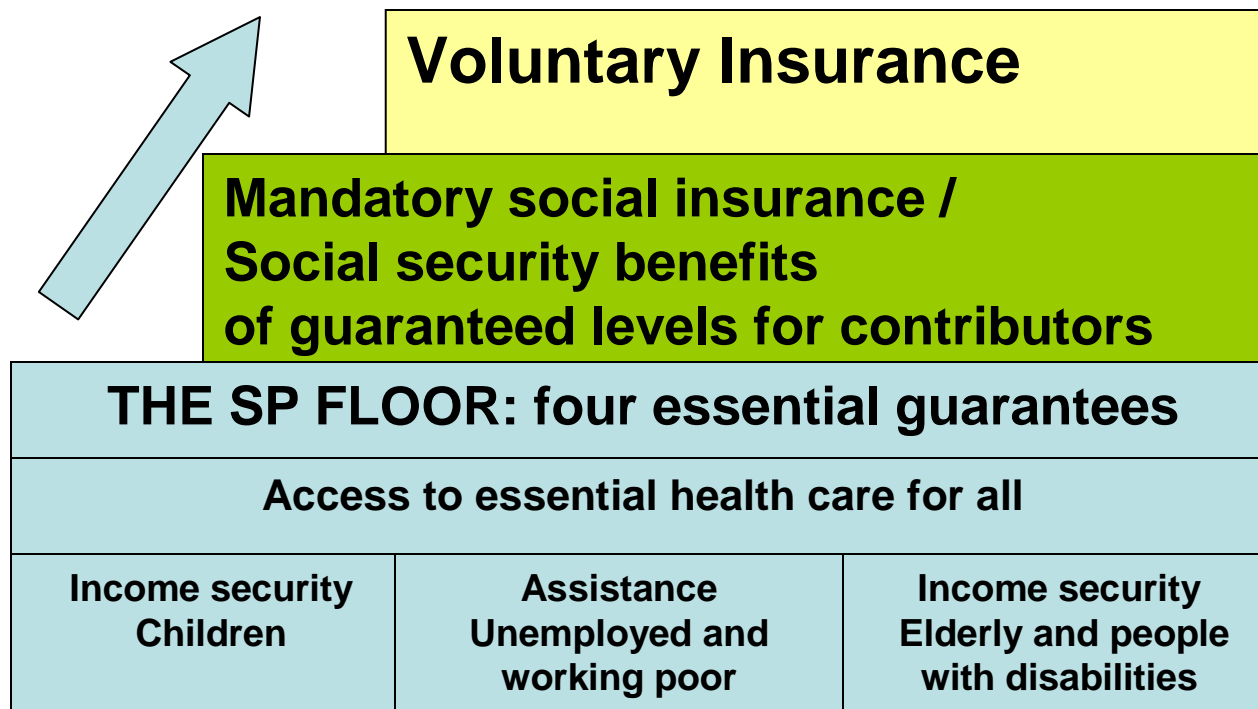 Voluntary Insurance
Mandatory social insurance /
Social security benefits
of guaranteed levels for contributors
THE SP FLOOR: four essential guarantees
Access to essential health care for all
Income security
Children
Assistance
Unemployed and
working poor
Income security
Elderly and people
with disabilities